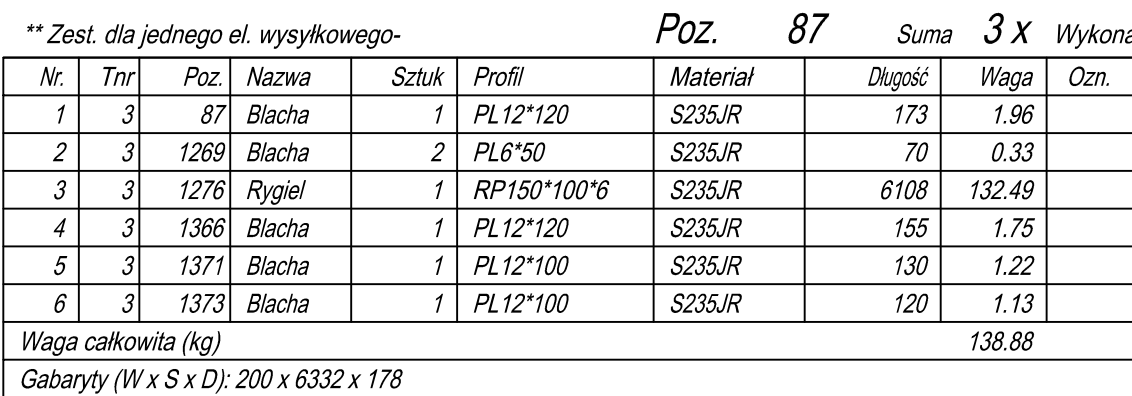 ** Zest. dla jednego el. wysyłkowego- Poz. 87 Suma 3 x Wykona
Nr. Tnr Poz. Nazwa Sztuk Profil Materiał Długość Waga Ozn.
1 3 87 Blacha 1 PL12*120 S235JR 173 1.96
2 3 1269 Blacha 2 PL6*50 S235JR 70 0.33
3 3 1276 Rygiel 1 RP150*100*6 S235JR 6108 132.49
4 3 1366 Blacha 1 PL12*120 S235JR 155 1.75
5 3 1371 Blacha 1 PL12*100 S235JR 130 1.22
6 3 1373 Blacha 1 PL12*100 S235JR 120 1.13
Waga całkowita (kg) 138.88
Gabaryty (W x S x D): 200 x 6332 x 178